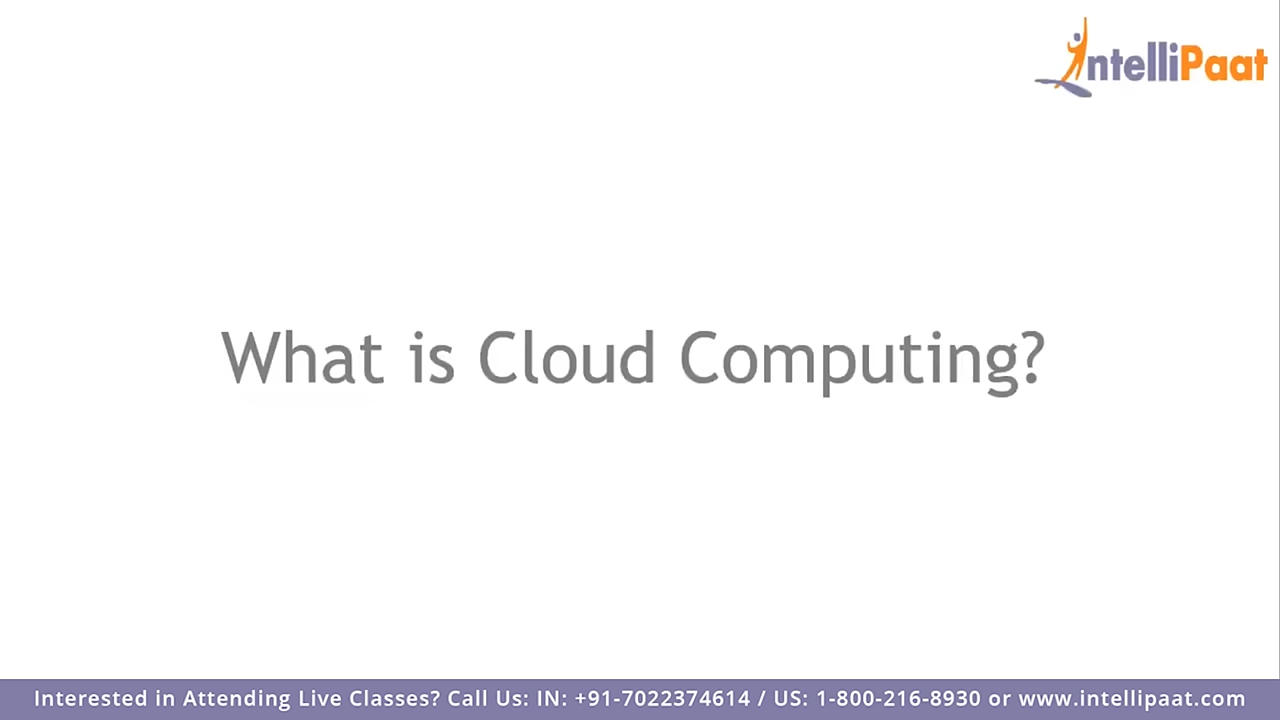 IntelliPaat
What is Cloud Computing?
Interested in Attending Live Classes? Call Us: IN: +91-7022374614 / US: 1-800-216-8930 or www.intellipaat.com